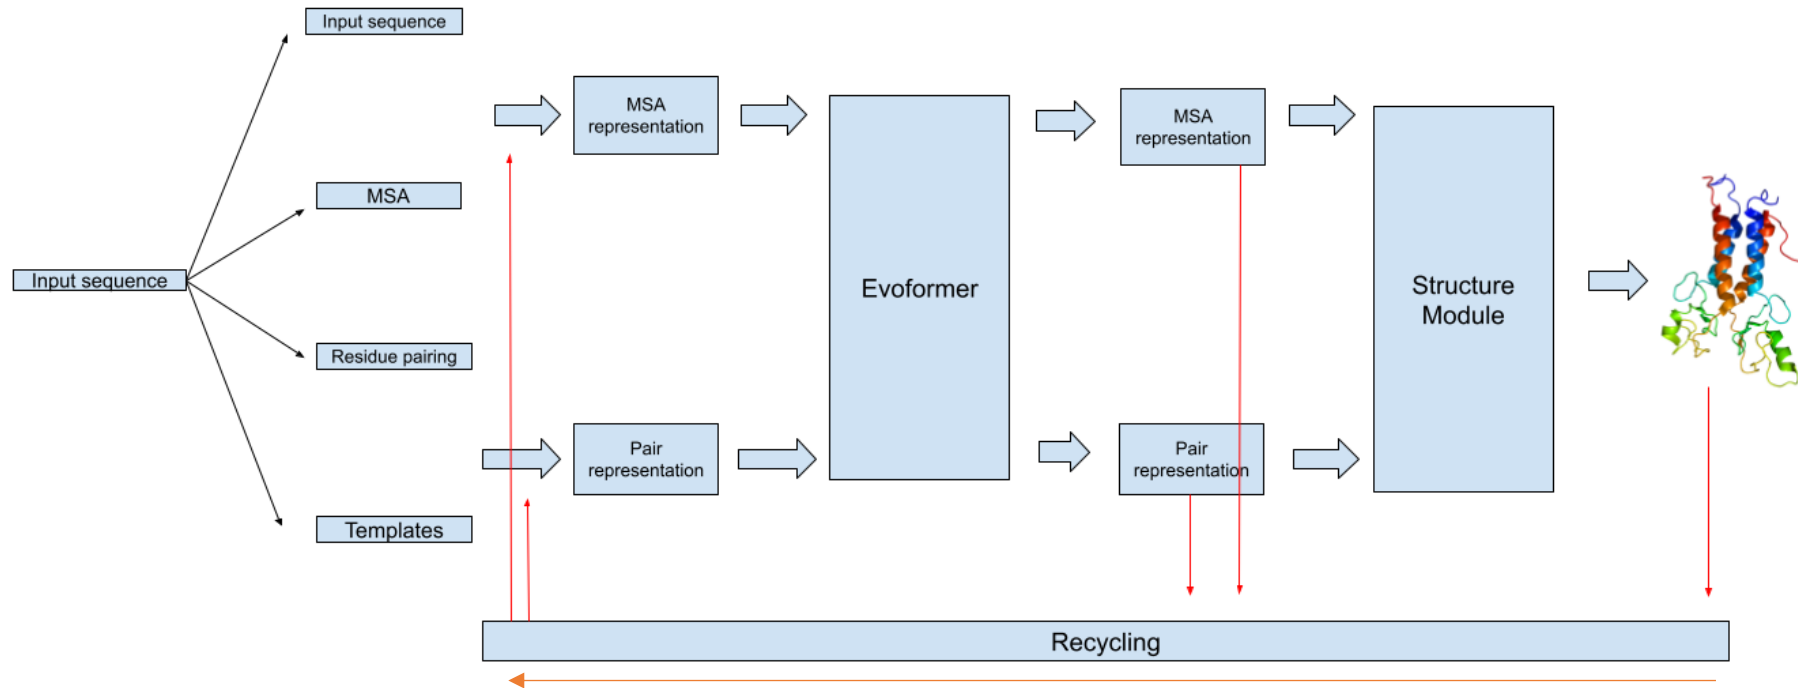 Input sequence
Input sequence
MSA
Residue pairing
Templates
MSA
representation
Pair
representation
Evoformer
MSA
representation
Pair
representation
Structure
Module
Recycling